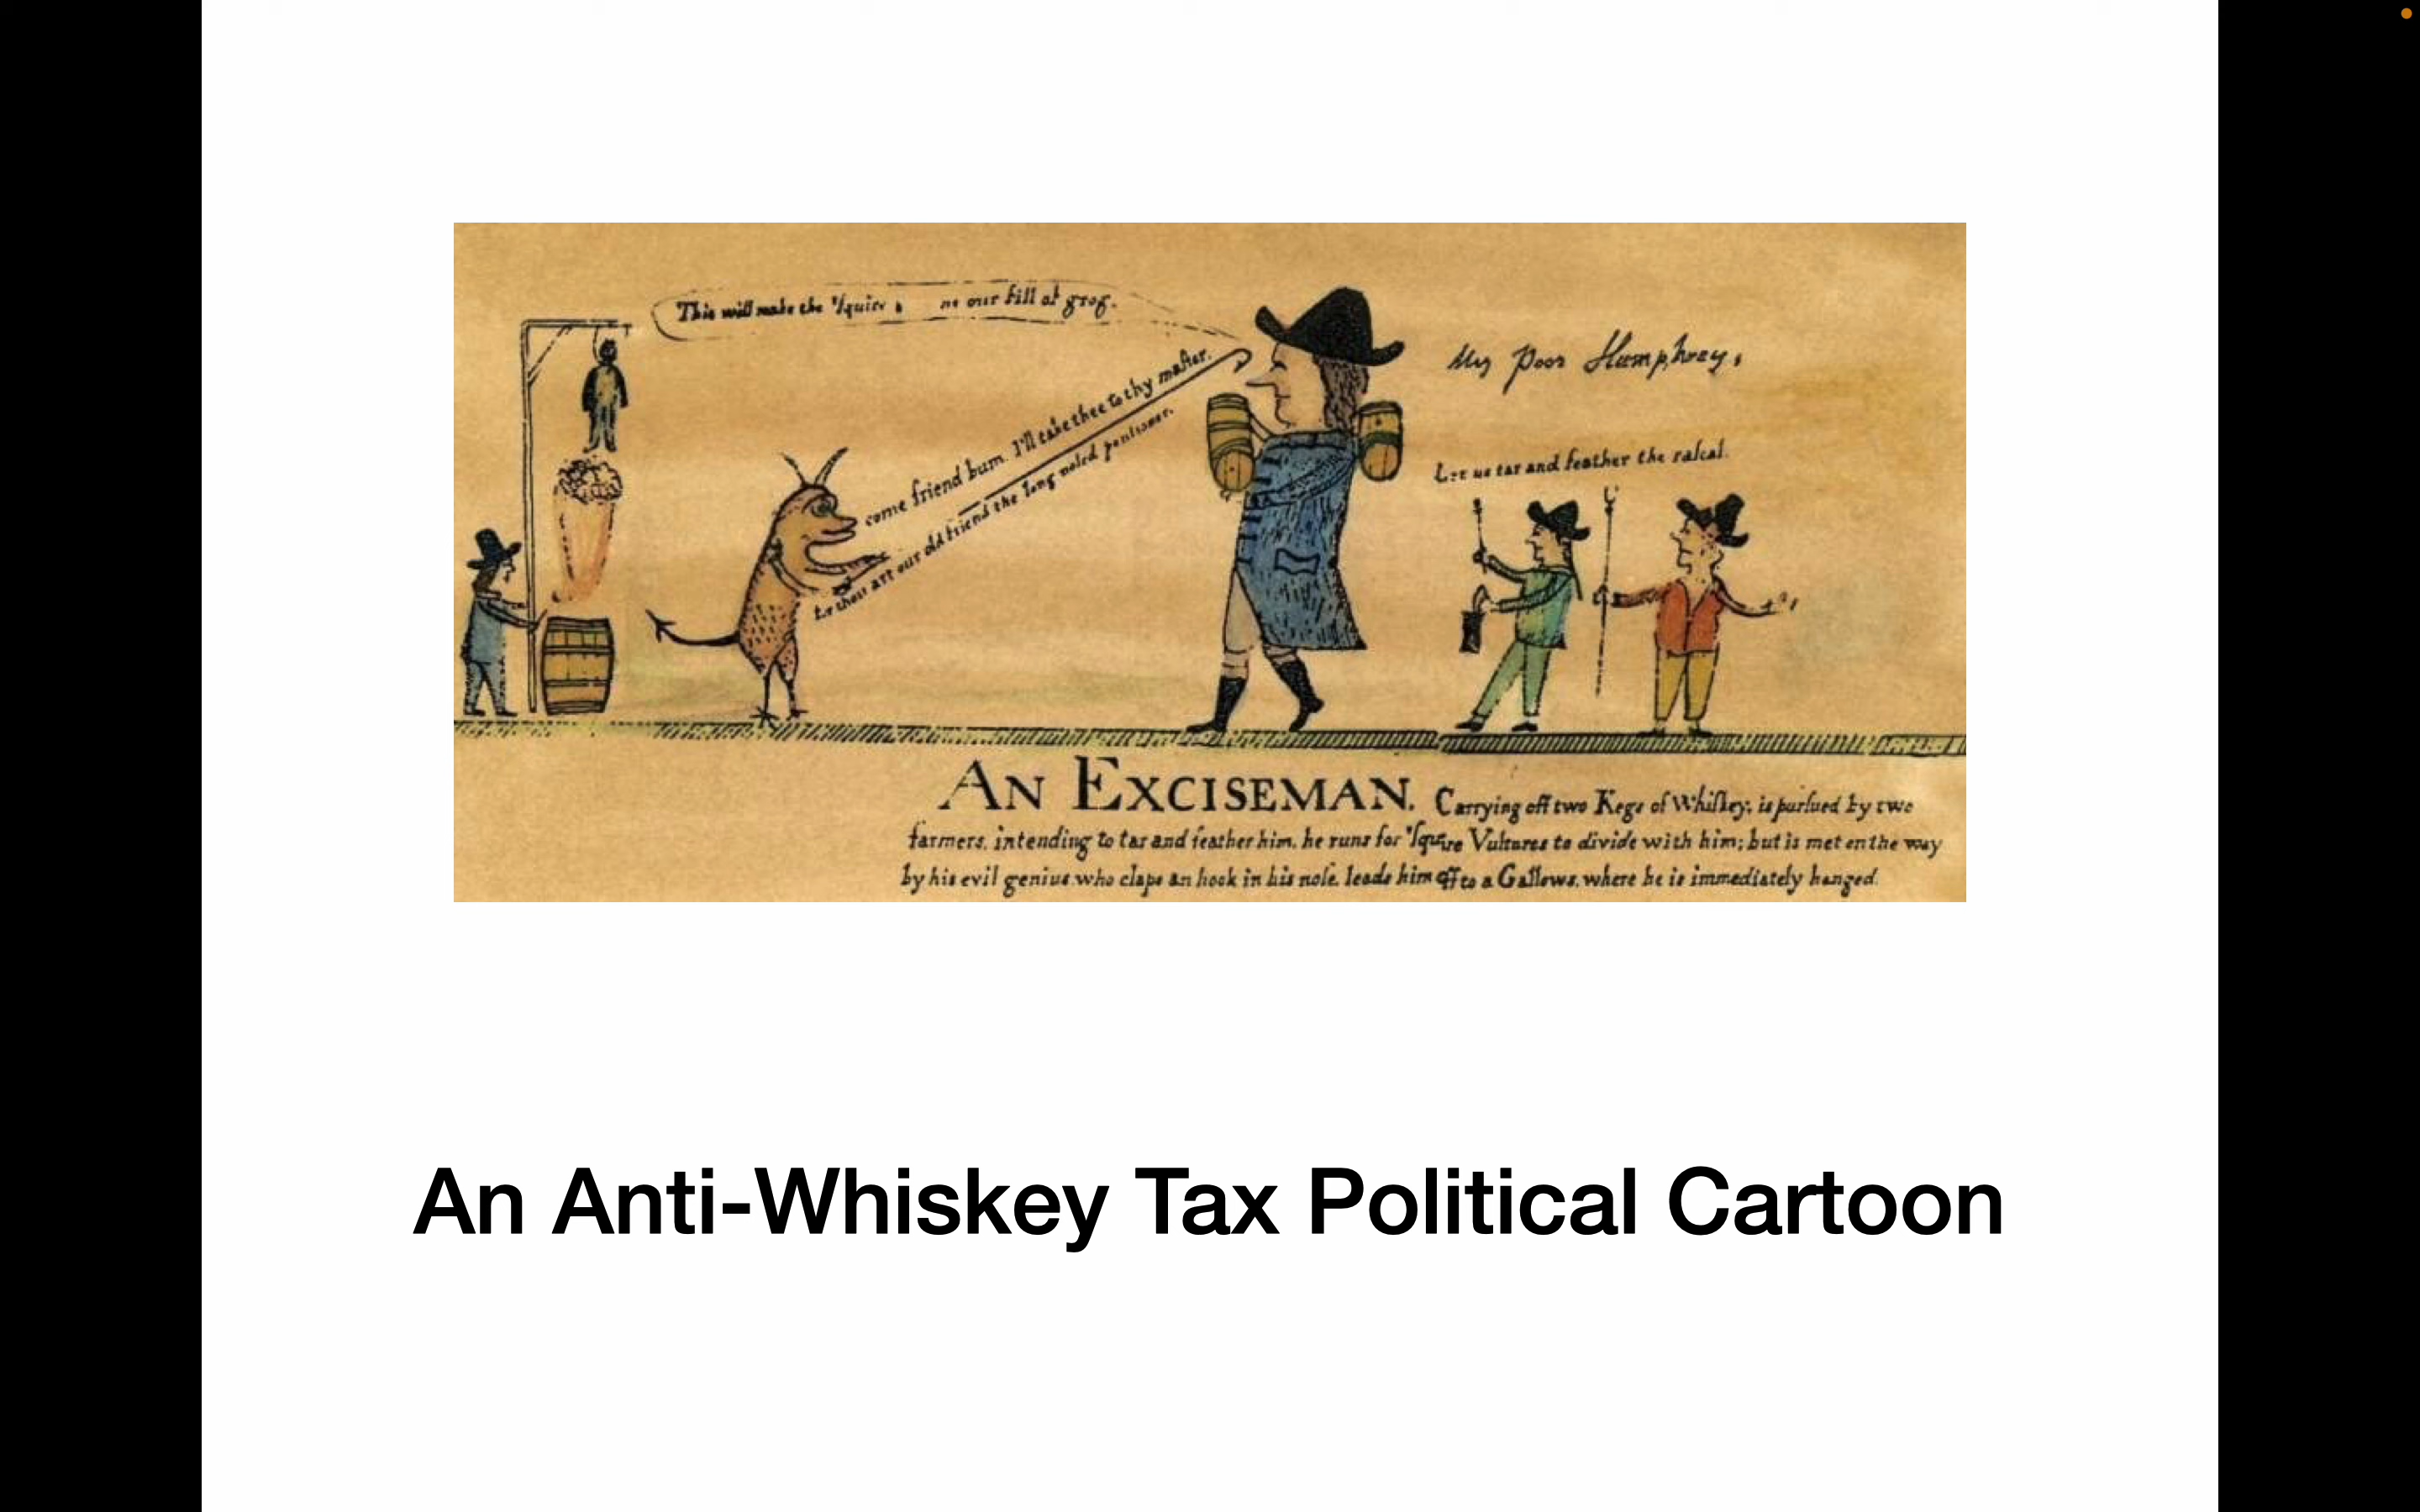 This will make the 'ſquire our fill of grog.
My poor Humphrey,
come friend bum. I'll take thee to thy maſter.
thou art our old friend the long noſed penſioner.
Let us tar and feather the raſcal.
AN EXCISEMAN. Carrying off two Kegs of Whiſkey; is purſued by two
farmers, intending to tar and feather him, he runs for 'Squire Vultures to divide with him; but is met on the way
by his evil genius who claps an hook in his noſe, leads him off to a Gallows, where he is immediately hanged.
An Anti-Whiskey Tax Political Cartoon